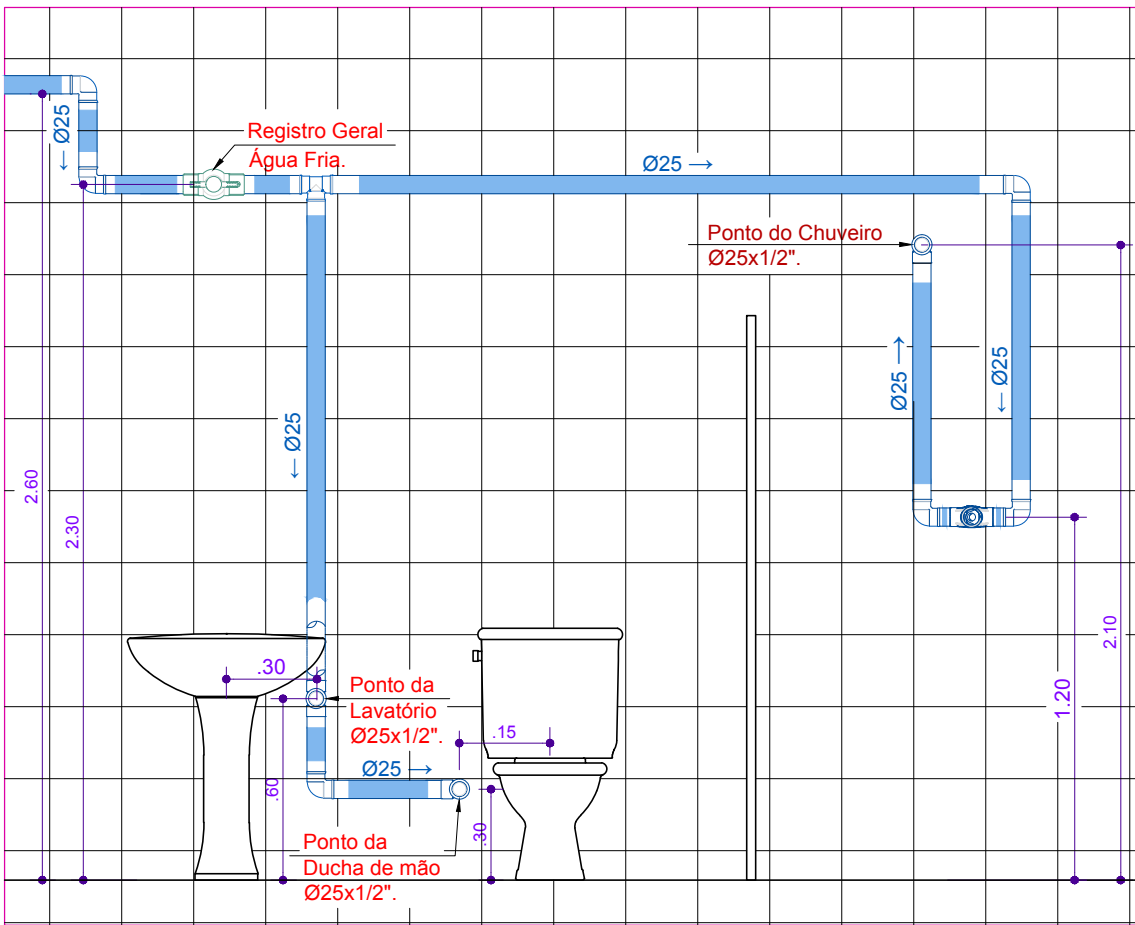 ← Ø25
Registro Geral
Água Fria.
Ø25 →
Ponto do Chuveiro
Ø25x1/2".
Ø25 →
← Ø25
← Ø25
2.60
2.30
2.10
1.20
.30
Ponto da
Lavatório
Ø25x1/2".
.15
Ø25 →
.60
.30
Ponto da
Ducha de mão
Ø25x1/2".